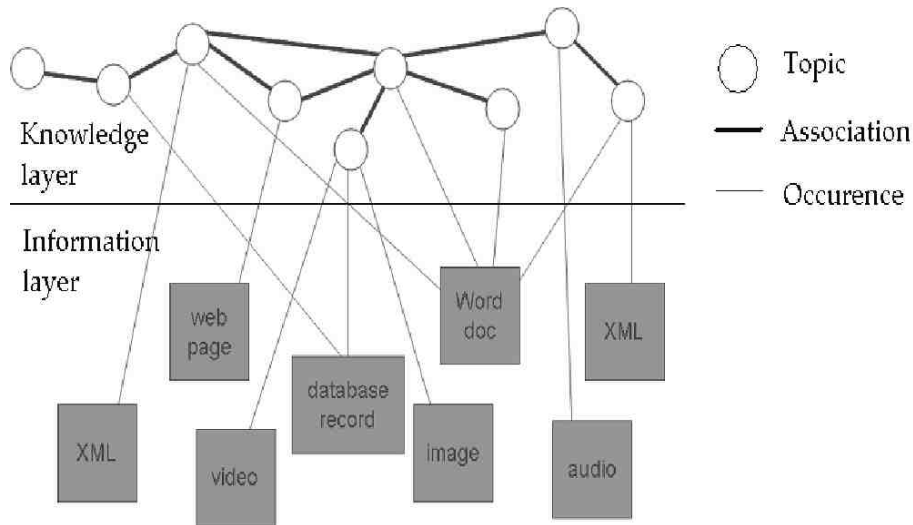 Topic
Association
Occurence
Knowledge
layer
Information
layer
web
page
Word
doc
XML
database
record
XML
video
image
audio